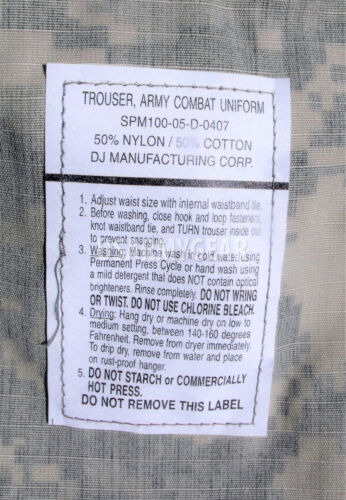 TROUSER, ARMY COMBAT UNIFORM
SPM100-05-D-0407
50% NYLON / 50% COTTON
DJ MANUFACTURING CORP.
1. Adjust waist size with internal waistband tie.
2. Before washing, close hook and loop fasteners,
knot waistband tie, and TURN trouser inside out
to prevent snagging.
3. Washing: Machine wash in cold water using
Permanent Press Cycle or hand wash using
a mild detergent that does NOT contain optical
brighteners. Rinse completely. DO NOT WRING
OR TWIST. DO NOT USE CHLORINE BLEACH.
4. Drying: Hang dry or machine dry on low to
medium setting, between 140-160 degrees
Fahrenheit. Remove from dryer immediately.
To drip dry, remove from water and place
on rust-proof hanger.
5. DO NOT STARCH or COMMERCIALLY
HOT PRESS.
DO NOT REMOVE THIS LABEL